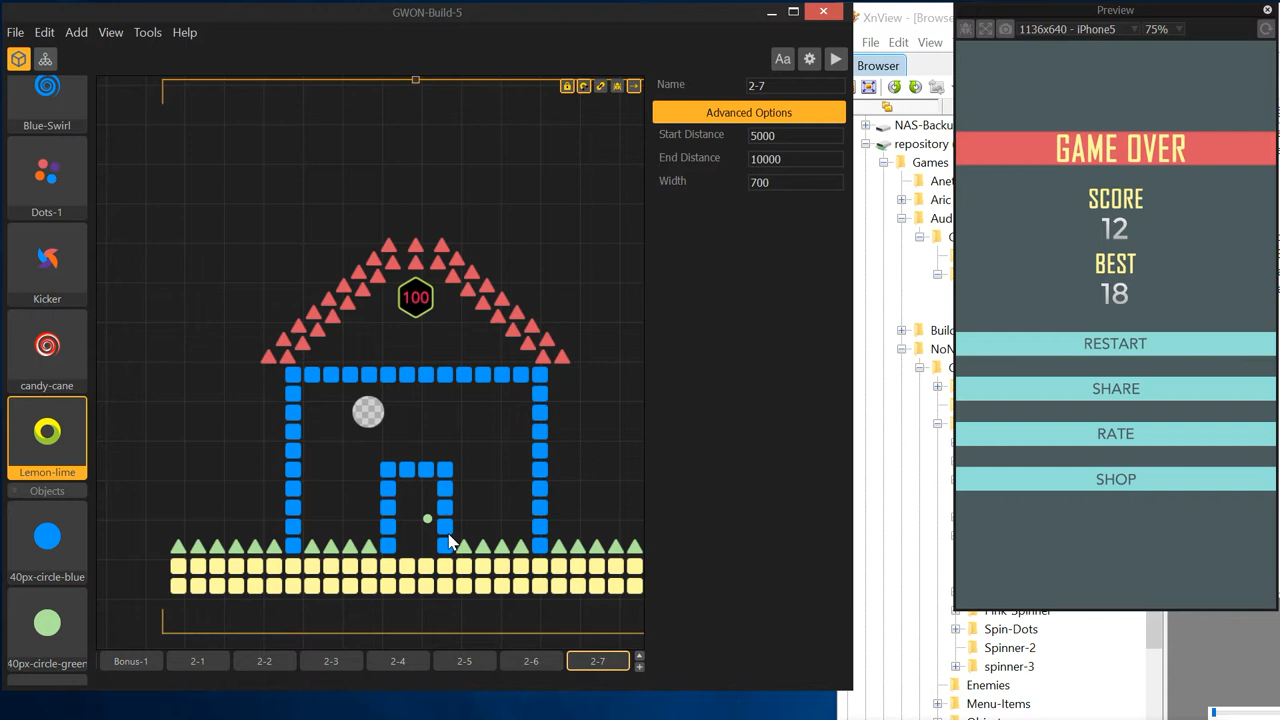 GWON-Build-5
File Edit Add View Tools Help
Aa
Blue-Swirl
Dots-1
Kicker
candy-cane
Lemon-lime
Objects
40px-circle-blue
40px-circle-green
100
Bonus-1 2-1 2-2 2-3 2-4 2-5 2-6 2-7
Name 2-7
Advanced Options
Start Distance 5000
End Distance 10000
Width 700
XnView - [Browse
File Edit View
Browser
NAS-Backu
repository (
Games
Anet
Aric
Aud
Build
NoN
Spin-Dots
Spinner-2
spinner-3
Enemies
Menu-Items
Preview
1136x640 - iPhone5 75%
GAME OVER
SCORE
12
BEST
18
RESTART
SHARE
RATE
SHOP